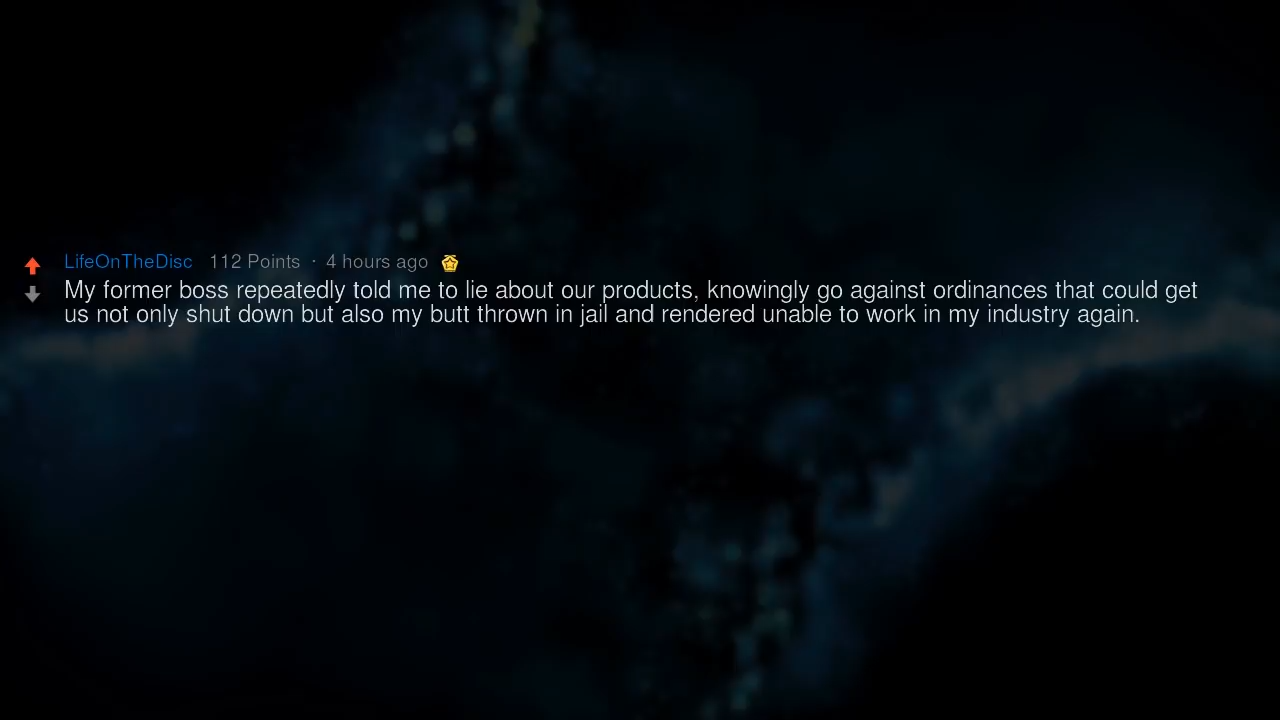 LifeOnTheDisc 112 Points · 4 hours ago
My former boss repeatedly told me to lie about our products, knowingly go against ordinances that could get
us not only shut down but also my butt thrown in jail and rendered unable to work in my industry again.